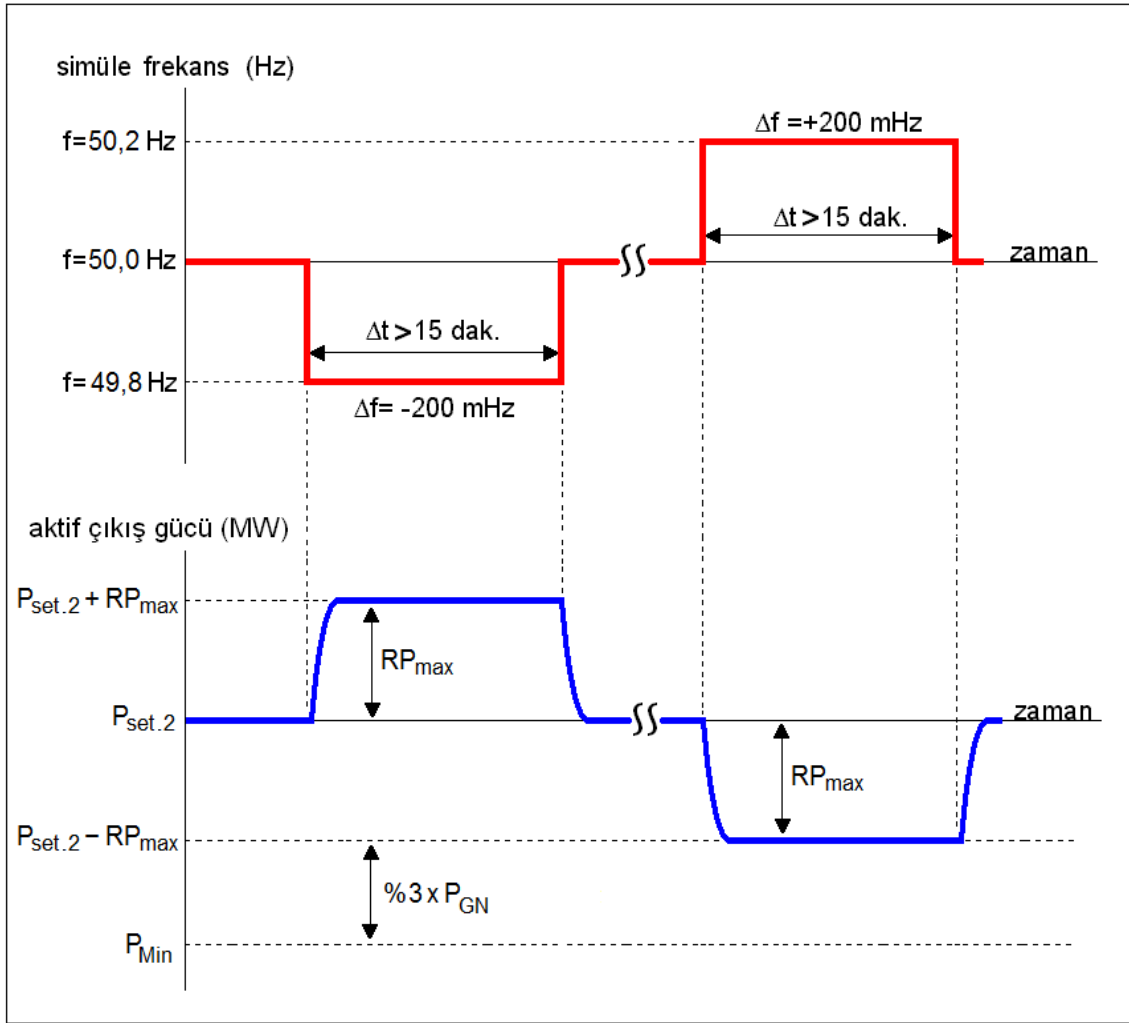 simüle frekans (Hz)
f=50,2 Hz
Δf =+200 mHz
Δt>15 dak.
f=50,0 Hz
zaman
Δt>15 dak.
f=49,8 Hz
Δf= -200 mHz
aktif çıkış gücü (MW)
Pset.2 + RPmax
RPmax
Pset.2
zaman
RPmax
Pset.2 − RPmax
%3 x PGN
PMin